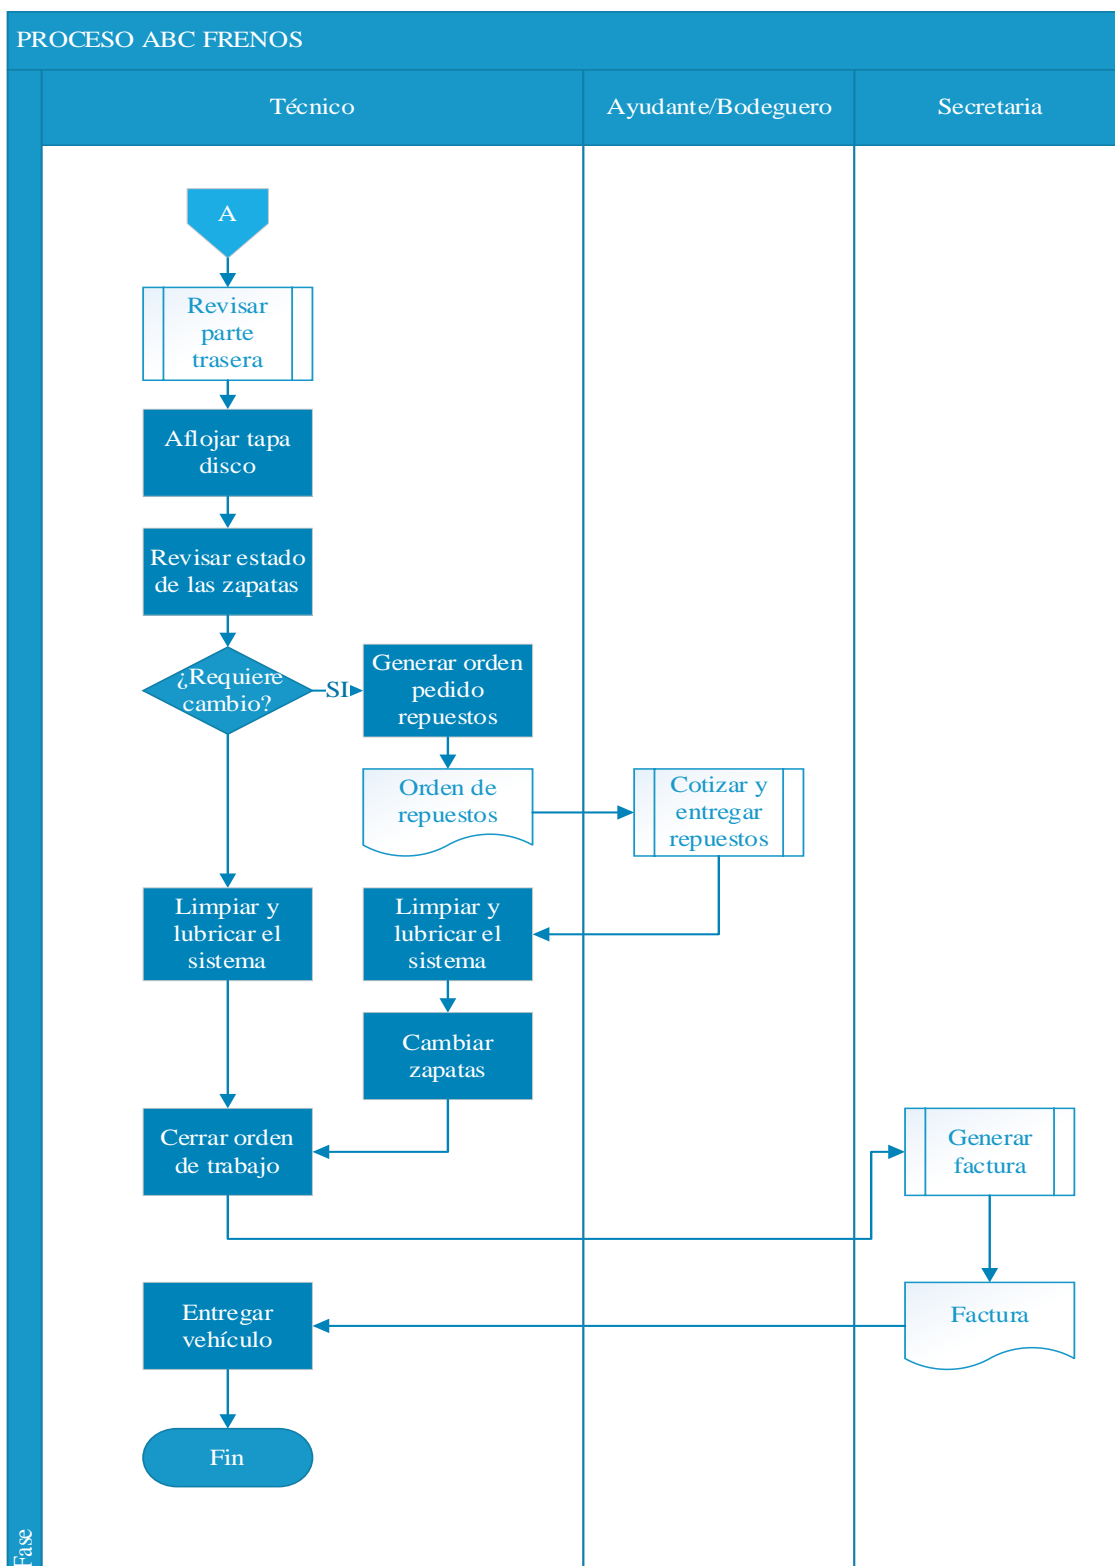 PROCESO ABC FRENOS
Técnico
Ayudante/Bodeguero
Secretaria
A
Revisar
parte
trasera
Aflojar tapa
disco
Revisar estado
de las zapatas
¿Requiere
cambio?
SI
Generar orden
pedido
repuestos
Orden de
repuestos
Cotizar y
entregar
repuestos
Limpiar y
lubricar el
sistema
Limpiar y
lubricar el
sistema
Cambiar
zapatas
Cerrar orden
de trabajo
Generar
factura
Factura
Entregar
vehículo
Fin
Fase